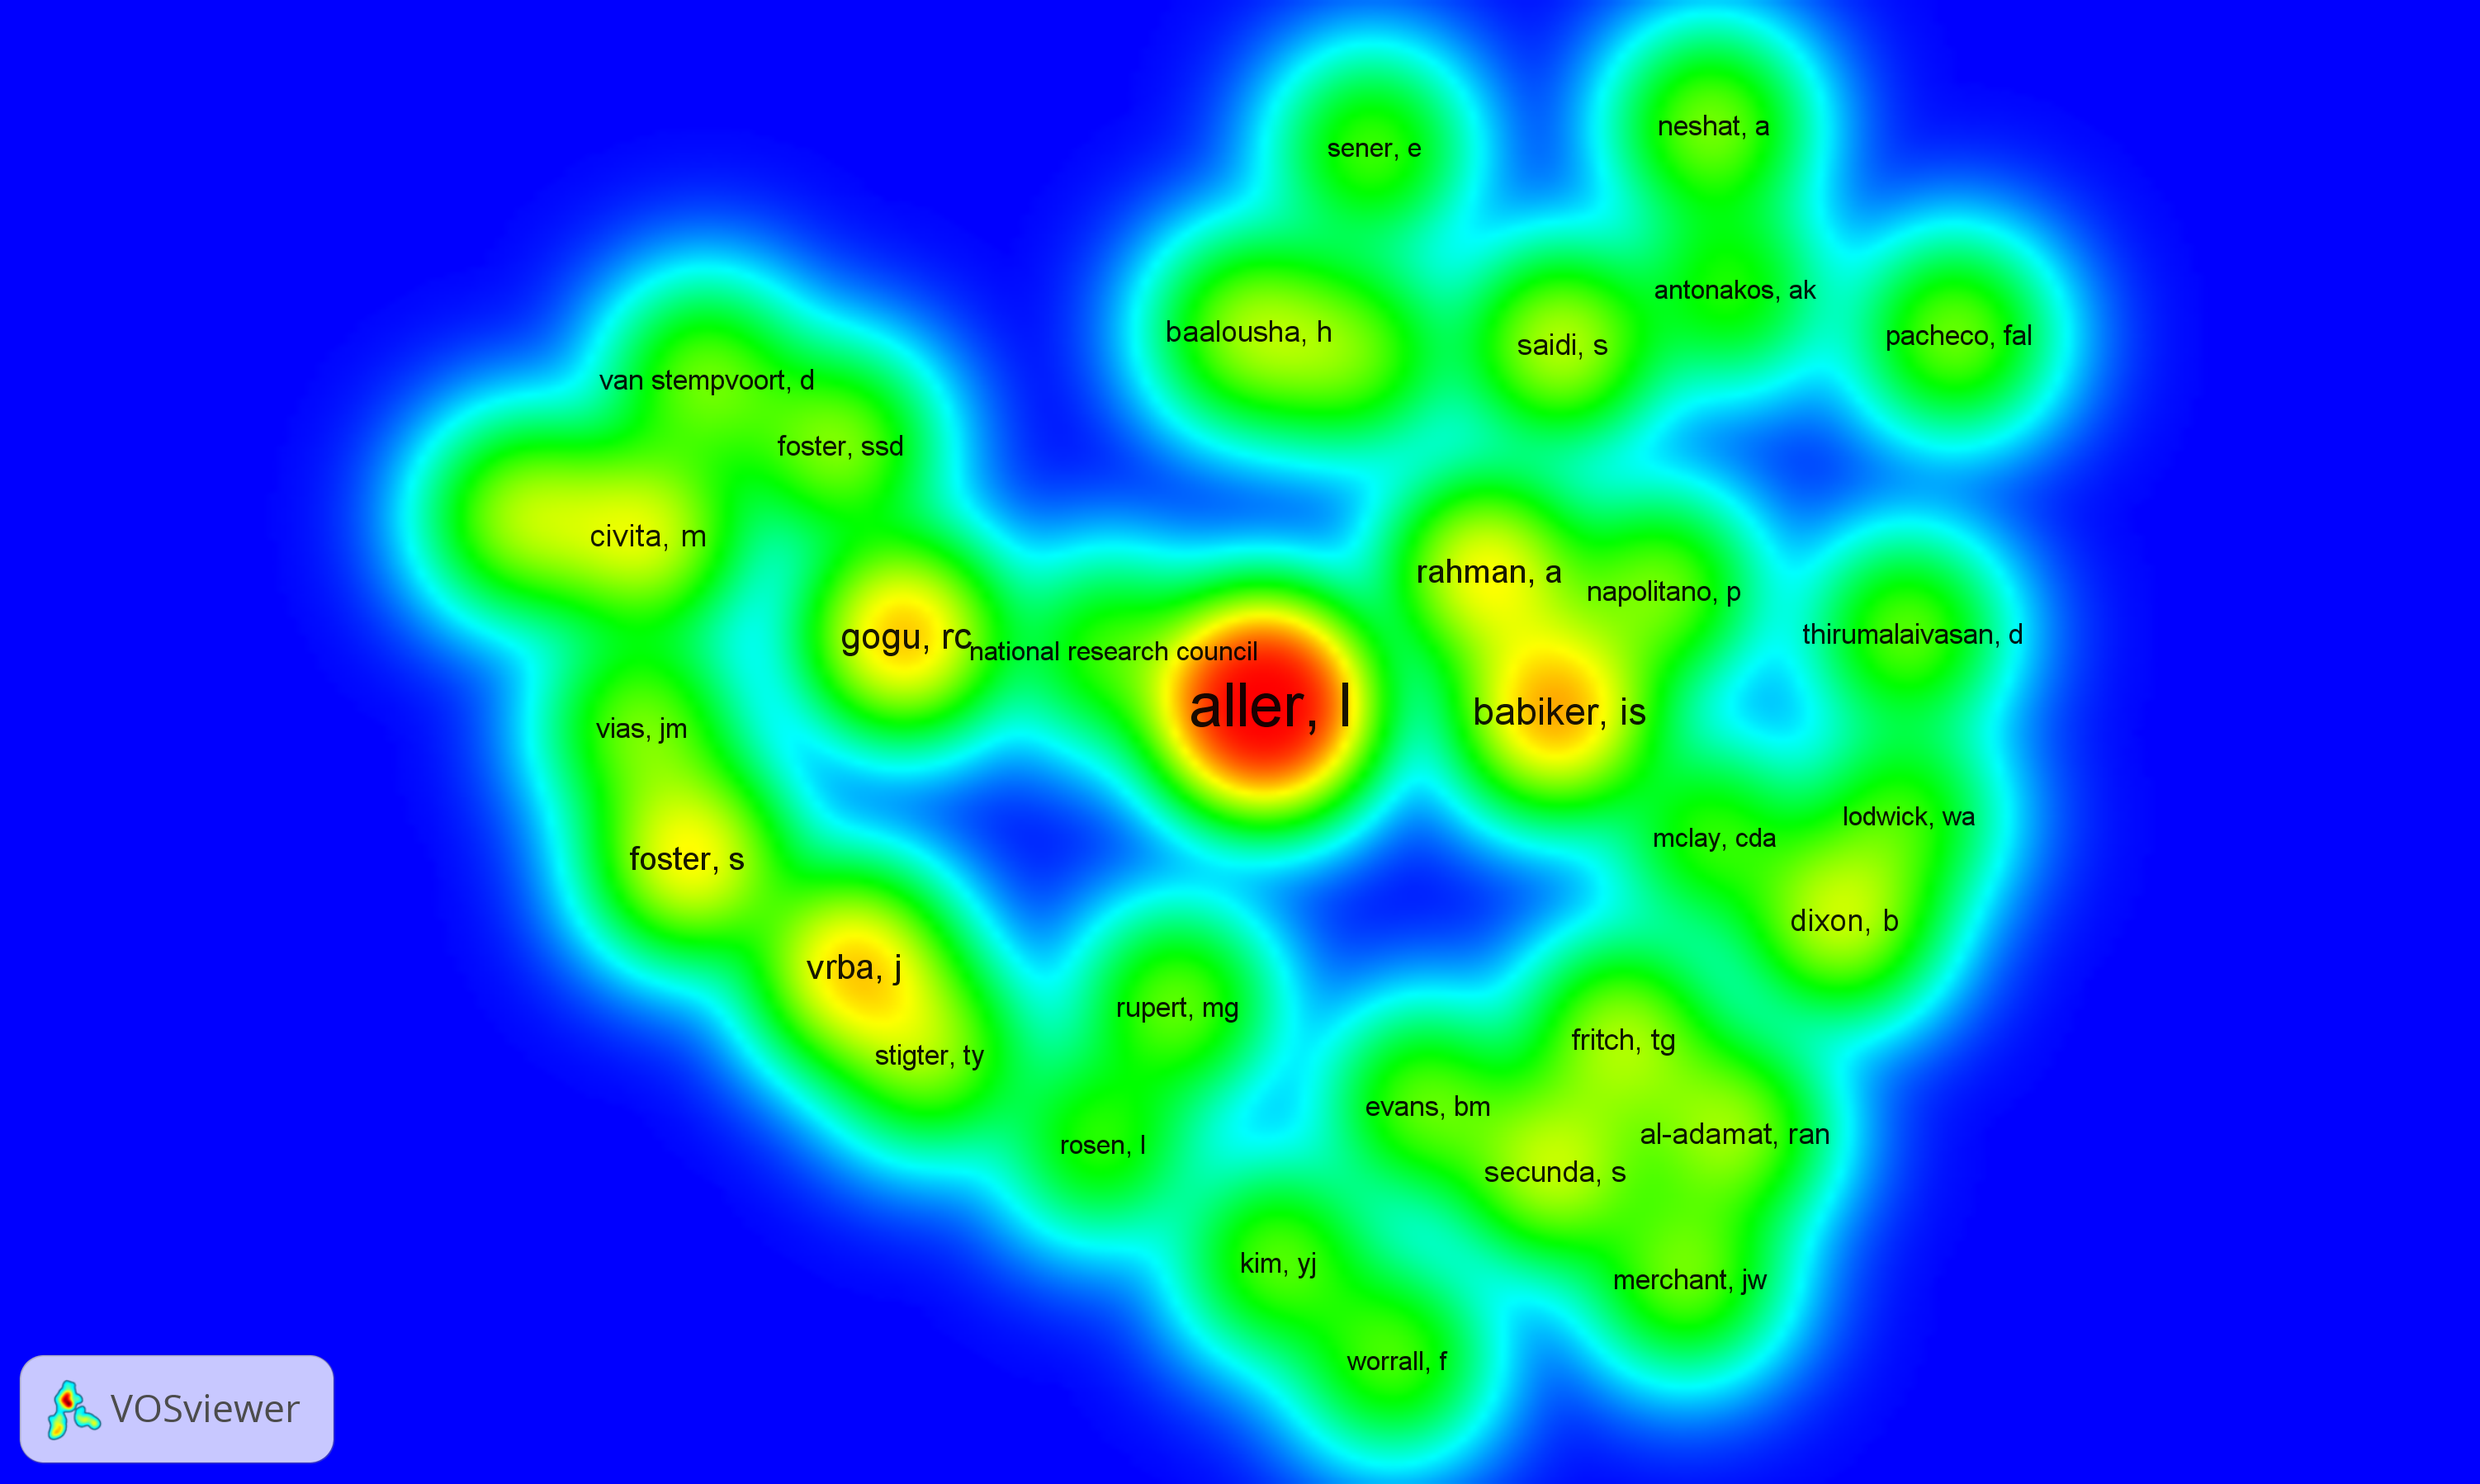 neshat, a
sener, e
antonakos, ak
baalousha, h
saidi, s
pacheco, fal
van stempvoort, d
foster, ssd
civita, m
rahman, a
napolitano, p
gogu, rc
national research council
thirumalaivasan, d
aller, l
babiker, is
vias, jm
lodwick, wa
mclay, cda
foster, s
dixon, b
vrba, j
rupert, mg
fritch, tg
stigter, ty
evans, bm
al-adamat, ran
rosen, l
secunda, s
kim, yj
merchant, jw
worrall, f
VOSviewer